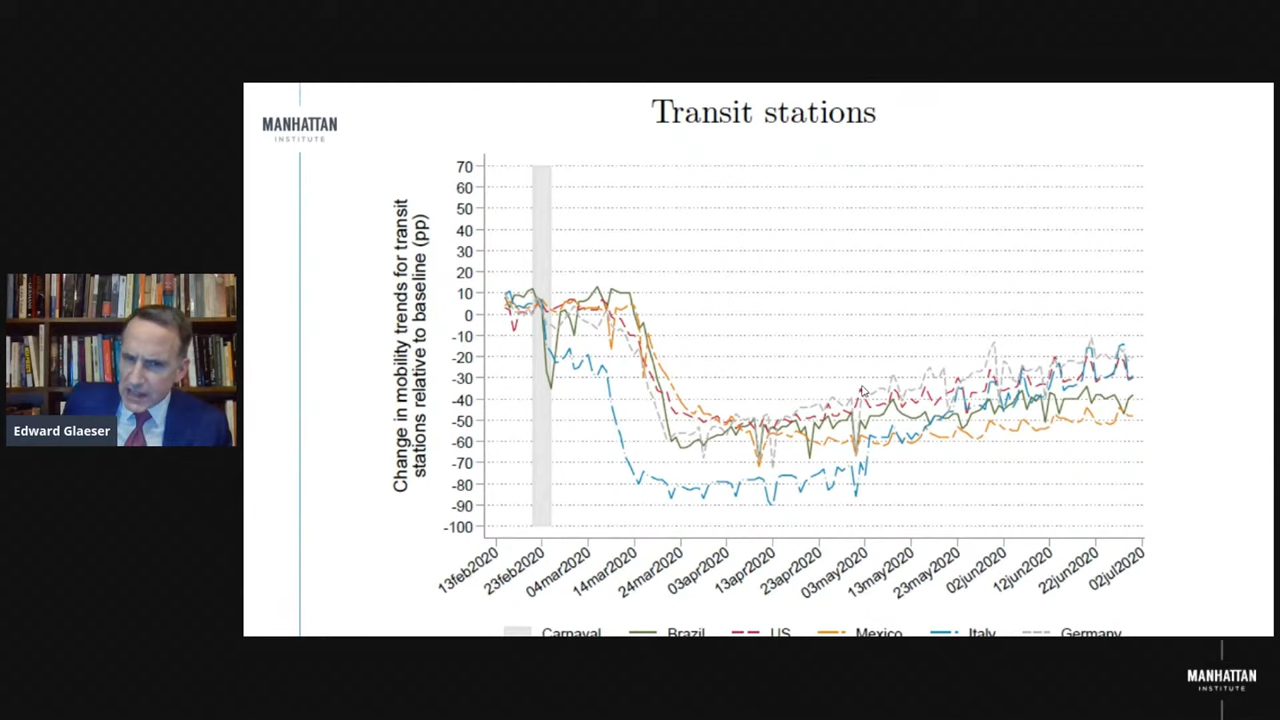 MANHATTAN
INSTITUTE
Transit stations
Change in mobility trends for transit
stations relative to baseline (pp)
70
60
50
40
30
20
10
0
-10
-20
-30
-40
-50
-60
-70
-80
-90
-100
13feb2020
23feb2020
04mar2020
14mar2020
24mar2020
03apr2020
13apr2020
23apr2020
03may2020
13may2020
23may2020
02jun2020
12jun2020
22jun2020
02jul2020
Carnaval Brazil US Mexico Italy Germany
Edward Glaeser
MANHATTAN
INSTITUTE